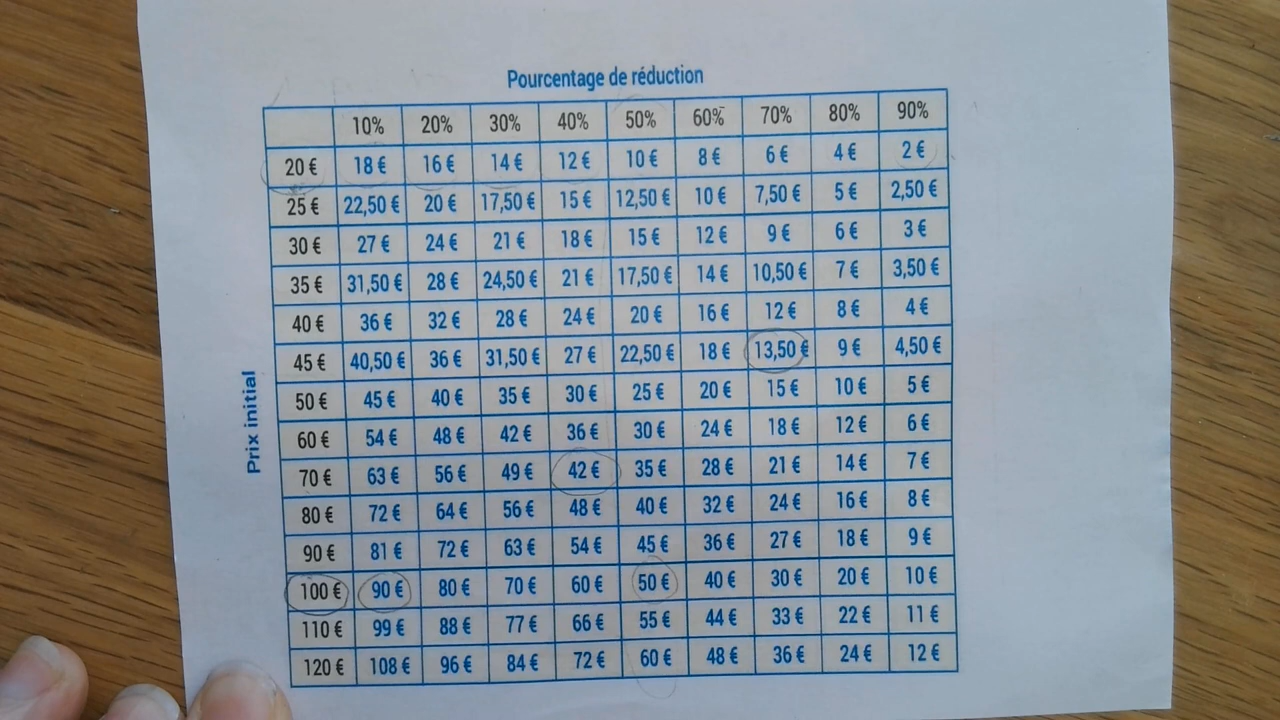 Pourcentage de réduction
10% 20% 30% 40% 50% 60% 70% 80% 90%
20 € 18 € 16 € 14 € 12 € 10 € 8 € 6 € 4 € 2 €
25 € 22,50 € 20 € 17,50 € 15 € 12,50 € 10 € 7,50 € 5 € 2,50 €
30 € 27 € 24 € 21 € 18 € 15 € 12 € 9 € 6 € 3 €
35 € 31,50 € 28 € 24,50 € 21 € 17,50 € 14 € 10,50 € 7 € 3,50 €
40 € 36 € 32 € 28 € 24 € 20 € 16 € 12 € 8 € 4 €
45 € 40,50 € 36 € 31,50 € 27 € 22,50 € 18 € 13,50 € 9 € 4,50 €
50 € 45 € 40 € 35 € 30 € 25 € 20 € 15 € 10 € 5 €
60 € 54 € 48 € 42 € 36 € 30 € 24 € 18 € 12 € 6 €
70 € 63 € 56 € 49 € 42 € 35 € 28 € 21 € 14 € 7 €
80 € 72 € 64 € 56 € 48 € 40 € 32 € 24 € 16 € 8 €
90 € 81 € 72 € 63 € 54 € 45 € 36 € 27 € 18 € 9 €
100 € 90 € 80 € 70 € 60 € 50 € 40 € 30 € 20 € 10 €
110 € 99 € 88 € 77 € 66 € 55 € 44 € 33 € 22 € 11 €
120 € 108 € 96 € 84 € 72 € 60 € 48 € 36 € 24 € 12 €
Prix initial